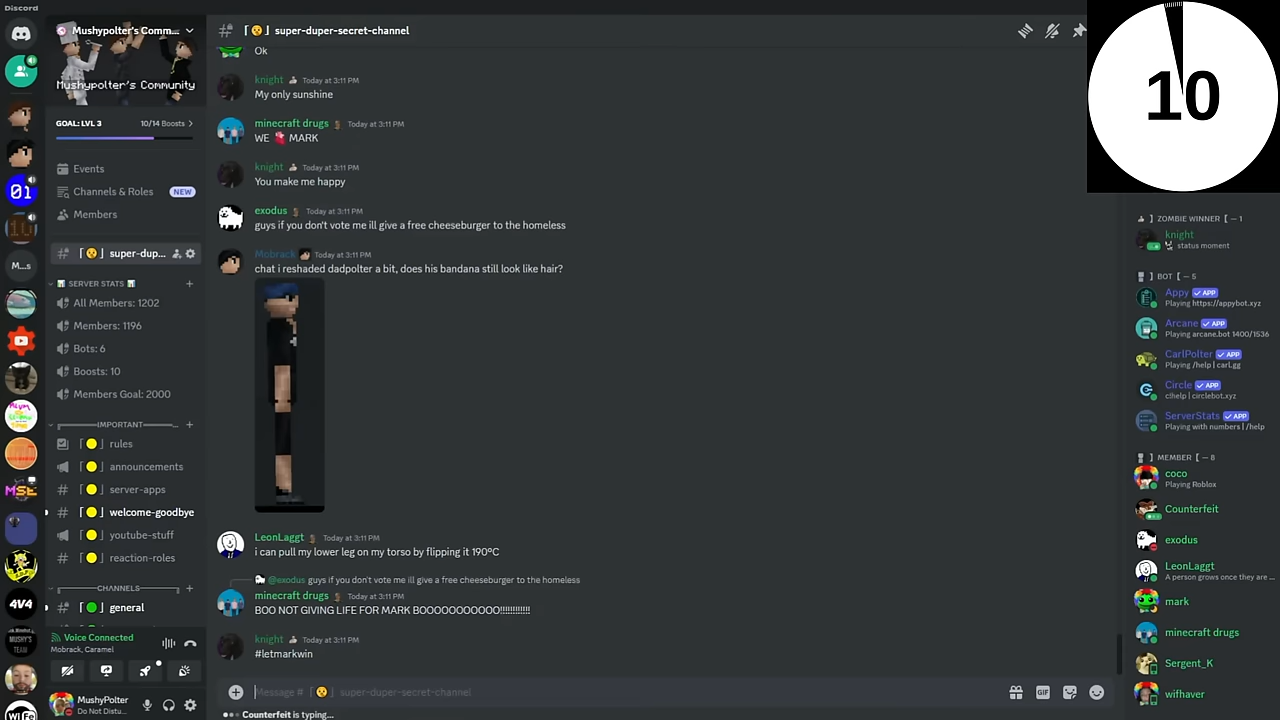 Discord
Mushypolter's Comm...
Mushypolter's Community
GOAL: LVL 3
10/14 Boosts
Events
Channels & Roles
NEW
Members
super-dup...
SERVER STATS
All Members: 1202
Members: 1196
Bots: 6
Boosts: 10
Members Goal: 2000
IMPORTANT
rules
announcements
server-apps
welcome-goodbye
youtube-stuff
reaction-roles
CHANNELS
general
Voice Connected
Mobrack, Caramel
MushyPolter
Do Not Distu...
01
M...s
MSE
4V4
MUSHY'S
TEAM
super-duper-secret-channel
Ok
knight Today at 3:11 PM
My only sunshine
minecraft drugs Today at 3:11 PM
WE MARK
knight Today at 3:11 PM
You make me happy
exodus Today at 3:11 PM
guys if you don't vote me ill give a free cheeseburger to the homeless
Mobrack Today at 3:11 PM
chat i reshaded dadpolter a bit, does his bandana still look like hair?
LeonLaggt Today at 3:11 PM
i can pull my lower leg on my torso by flipping it 190°C
@exodus guys if you don't vote me ill give a free cheeseburger to the homeless
minecraft drugs Today at 3:11 PM
BOO NOT GIVING LIFE FOR MARK BOOOOOOOOOOO!!!!!!!!!!!!
knight Today at 3:11 PM
#letmarkwin
Message # super-duper-secret-channel
GIF
Counterfeit is typing...
10
ZOMBIE WINNER [ — 1
knight
status moment
BOT [ — 5
Appy APP
Playing https://appybot.xyz
Arcane APP
Playing arcane.bot 1400/1536
CarlPolter APP
Playing /help | carl.gg
Circle APP
c!help | circlebot.xyz
ServerStats APP
Playing with numbers | /help
MEMBER [ — 8
coco
Playing Roblox
Counterfeit
exodus
LeonLaggt
A person grows once they are ...
mark
minecraft drugs
Sergent_K
wifhaver